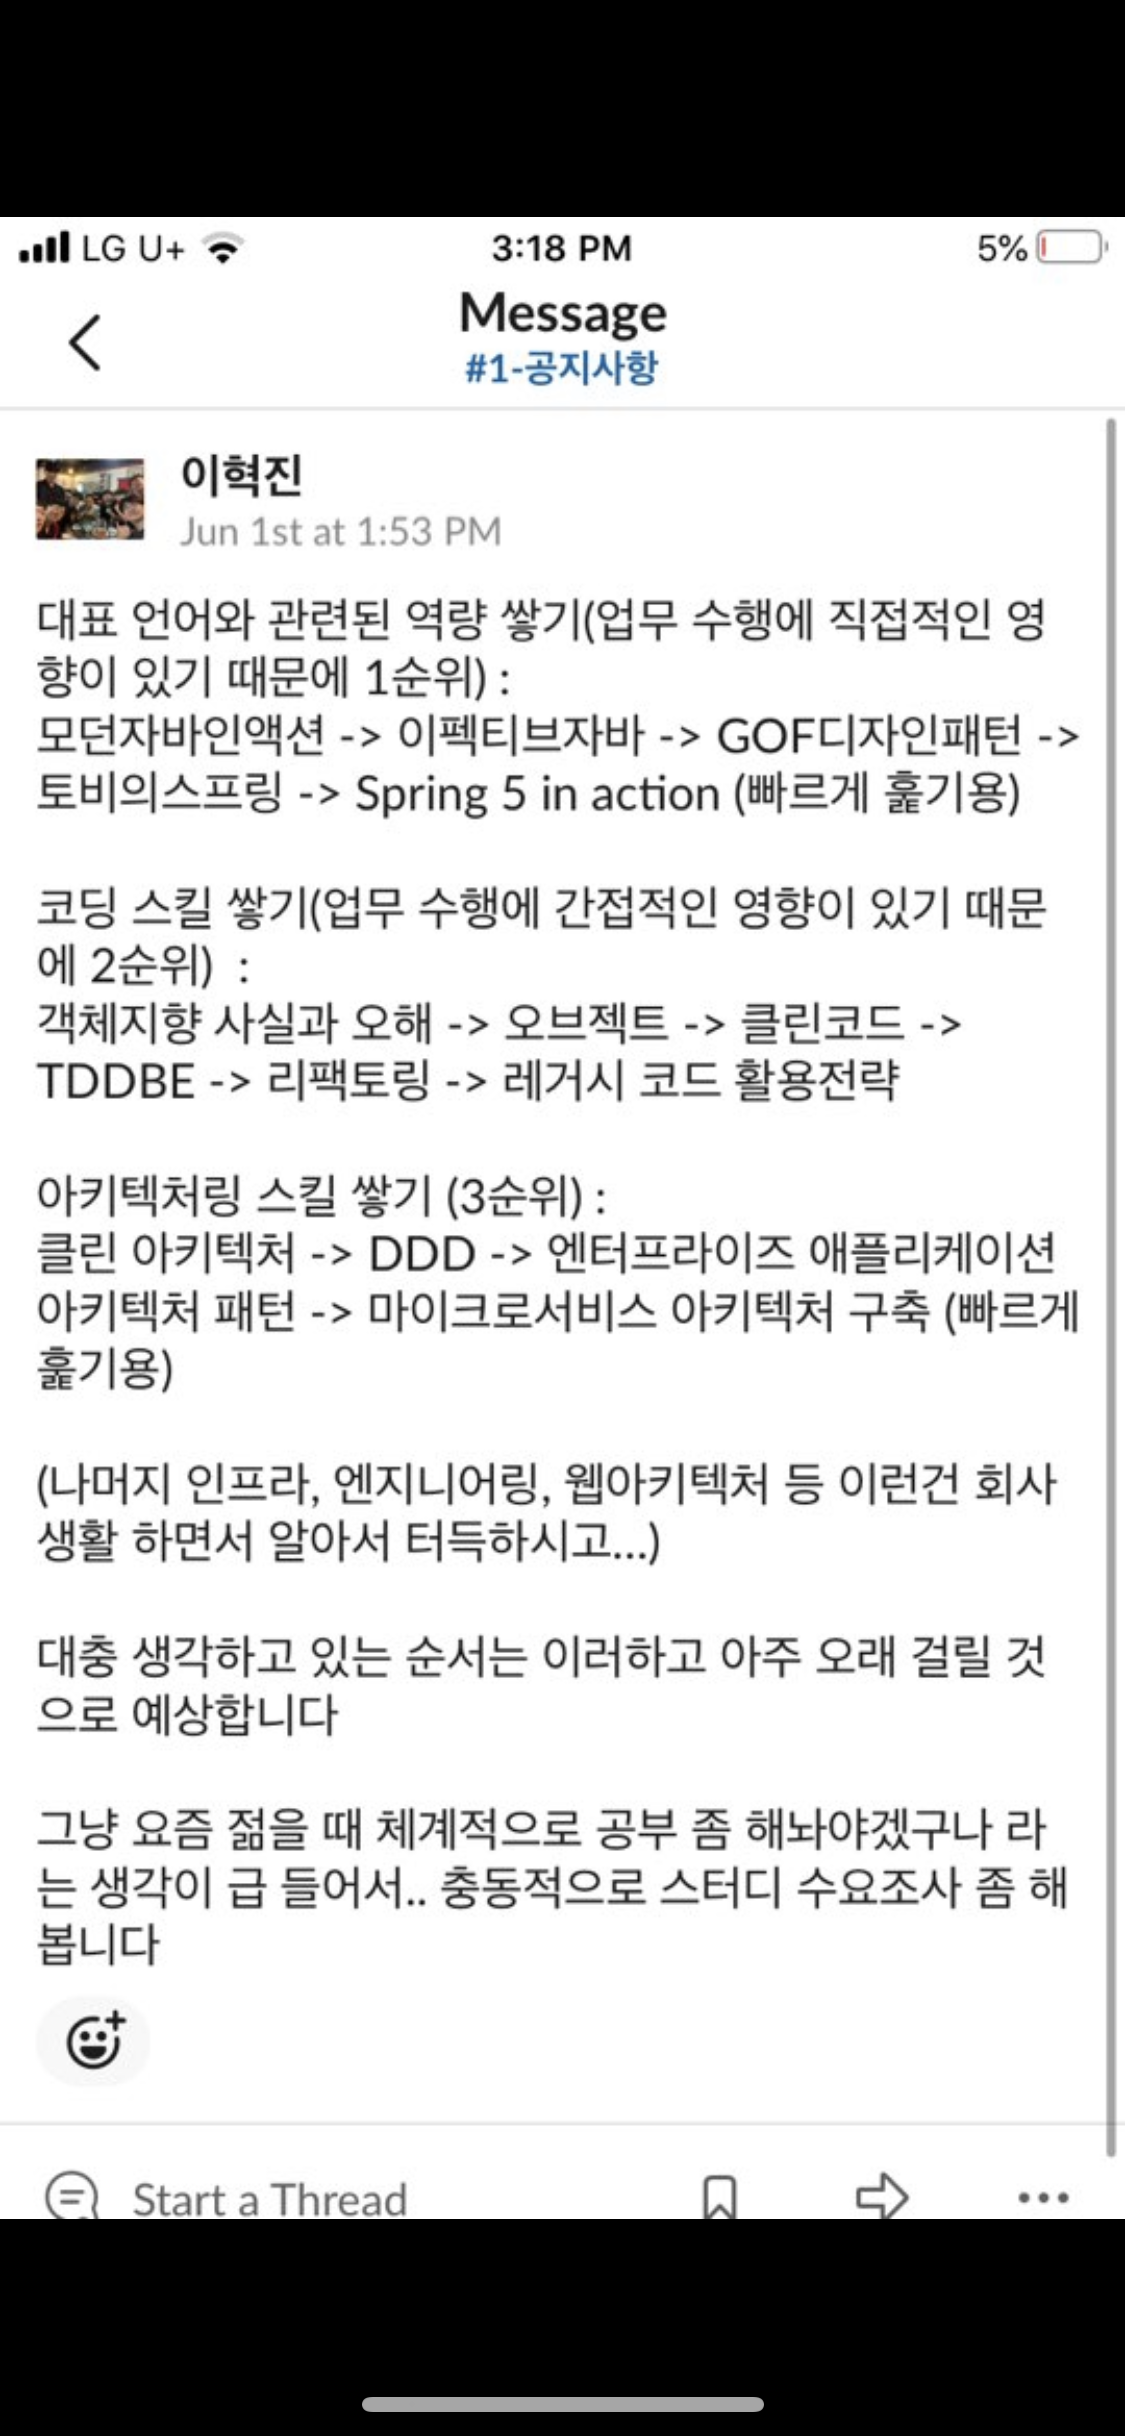 LG U+ 3:18 PM 5%
Message
#1-공지사항
이혁진
Jun 1st at 1:53 PM
대표 언어와 관련된 역량 쌓기(업무 수행에 직접적인 영
향이 있기 때문에 1순위) :
모던자바인액션 -> 이펙티브자바 -> GOF디자인패턴 ->
토비의스프링 -> Spring 5 in action (빠르게 훑기용)
코딩 스킬 쌓기(업무 수행에 간접적인 영향이 있기 때문
에 2순위)  :
객체지향 사실과 오해 -> 오브젝트 -> 클린코드 ->
TDDBE -> 리팩토링 -> 레거시 코드 활용전략
아키텍처링 스킬 쌓기 (3순위) :
클린 아키텍처 -> DDD -> 엔터프라이즈 애플리케이션
아키텍처 패턴 -> 마이크로서비스 아키텍처 구축 (빠르게
훑기용)
(나머지 인프라, 엔지니어링, 웹아키텍처 등 이런건 회사
생활 하면서 알아서 터득하시고...)
대충 생각하고 있는 순서는 이러하고 아주 오래 걸릴 것
으로 예상합니다
그냥 요즘 젊을 때 체계적으로 공부 좀 해놔야겠구나 라
는 생각이 급 들어서.. 충동적으로 스터디 수요조사 좀 해
봅니다
Start a Thread